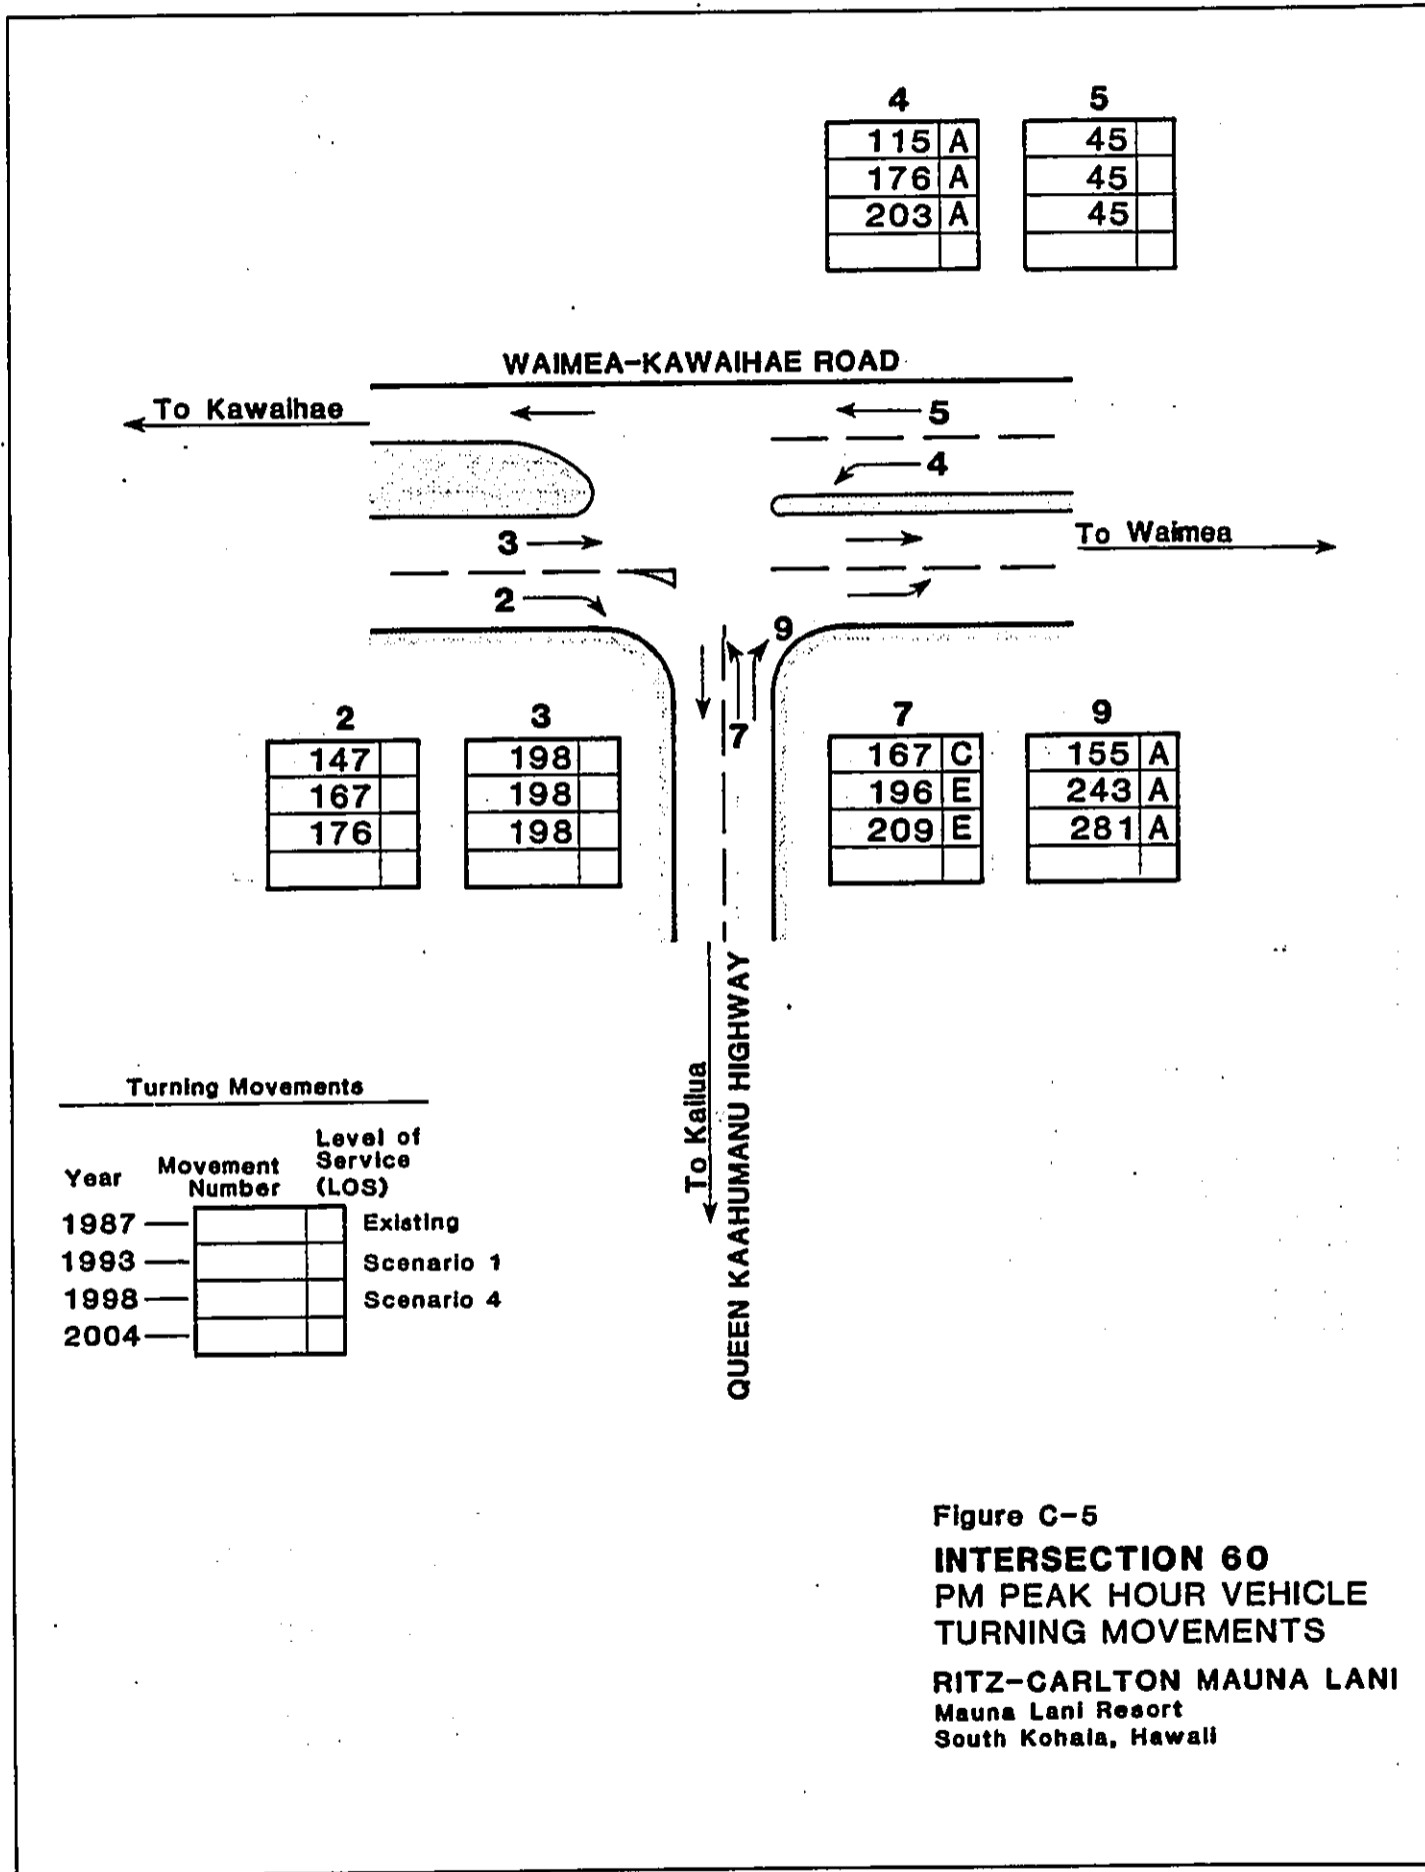 4 5
115 A 45
176 A 45
203 A 45
WAIMEA-KAWAIHAE ROAD
To Kawaihae
5
4
3
To Waimea
2
9
7
2 3 7 9
147 198 167 C 155 A
167 198 196 E 243 A
176 198 209 E 281 A
To Kailua
QUEEN KAAHUMANU HIGHWAY
Turning Movements
Year Movement Number Level of Service (LOS)
1987 Existing
1993 Scenario 1
1998 Scenario 4
2004
Figure C-5
INTERSECTION 60
PM PEAK HOUR VEHICLE
TURNING MOVEMENTS
RITZ-CARLTON MAUNA LANI
Mauna Lani Resort
South Kohala, Hawaii